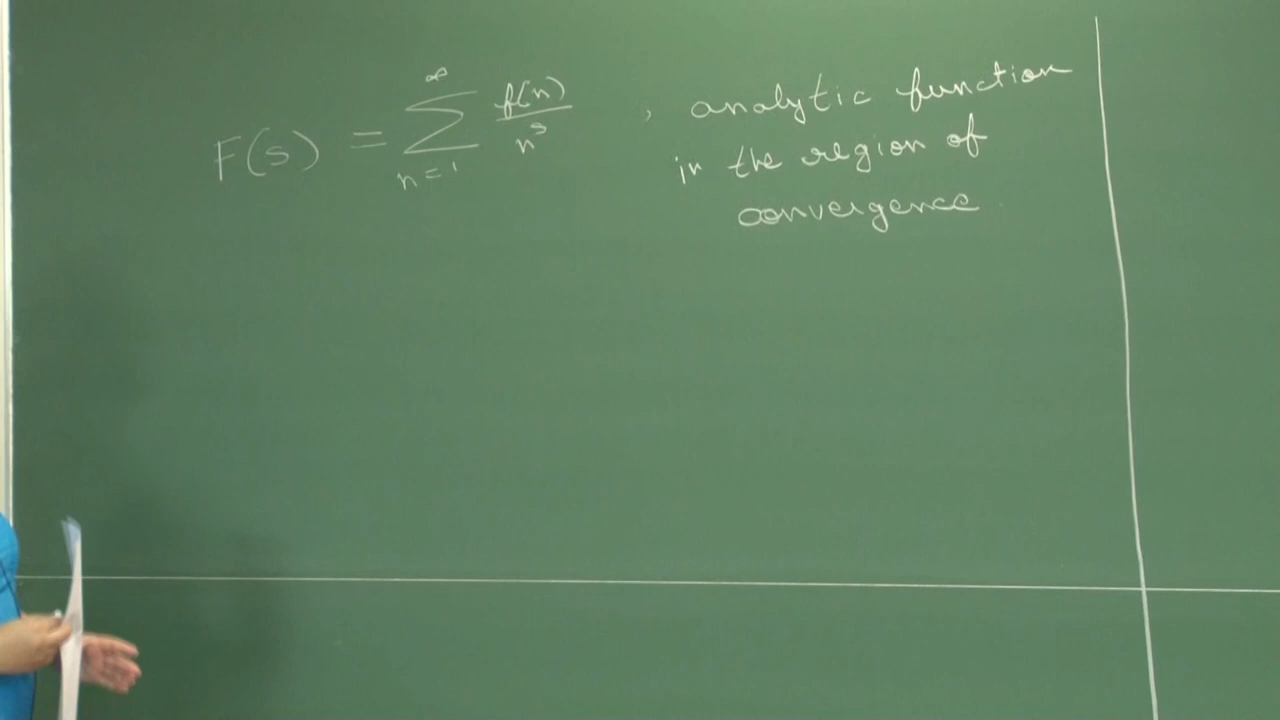 F(s) = ∑_{n=1}^{∞} f(n)/n^s , analytic function
in the region of
convergence